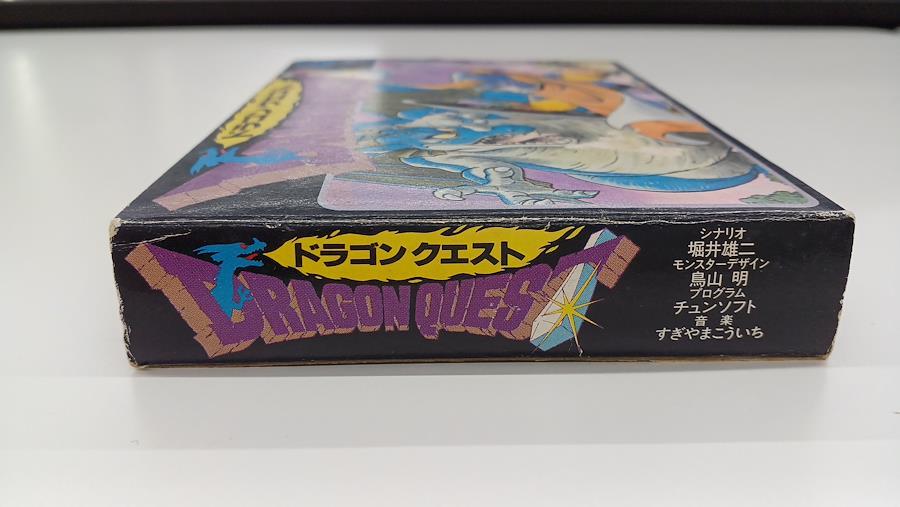 ドラゴン クエスト
DRAGON QUEST
シナリオ
堀井雄二
モンスターデザイン
鳥山 明
プログラム
チュンソフト
音 楽
すぎやまこういち